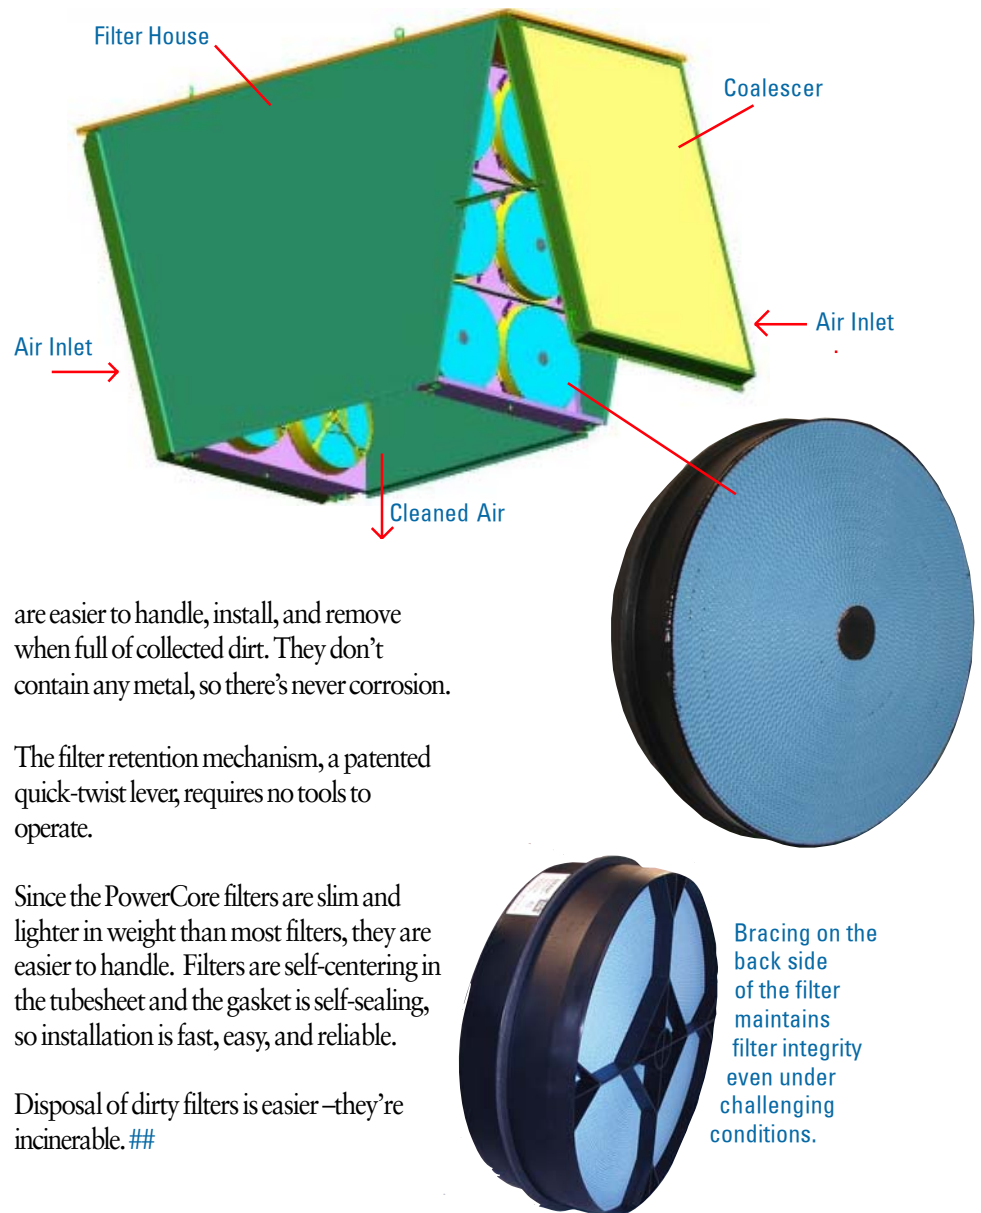 Filter House
Coalescer
Air Inlet
Air Inlet
Cleaned Air
are easier to handle, install, and remove
when full of collected dirt. They don’t
contain any metal, so there’s never corrosion.
The filter retention mechanism, a patented
quick-twist lever, requires no tools to
operate.
Since the PowerCore filters are slim and
lighter in weight than most filters, they are
easier to handle.  Filters are self-centering in
the tubesheet and the gasket is self-sealing,
so installation is fast, easy, and reliable.
Disposal of dirty filters is easier –they’re
incinerable. ##
Bracing on the
back side
of the filter
maintains
filter integrity
even under
challenging
conditions.